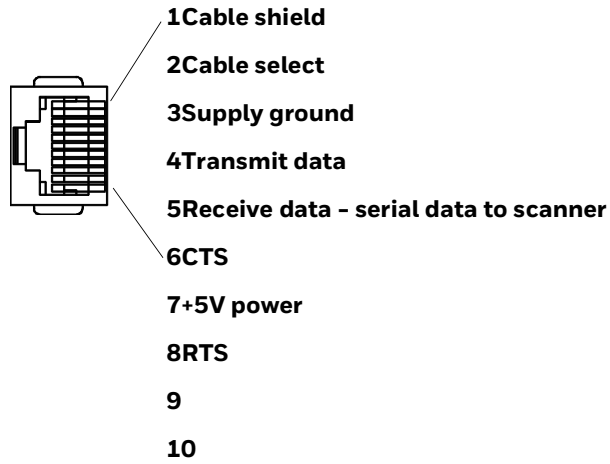 1Cable shield
2Cable select
3Supply ground
4Transmit data
5Receive data - serial data to scanner
6CTS
7+5V power
8RTS
9
10